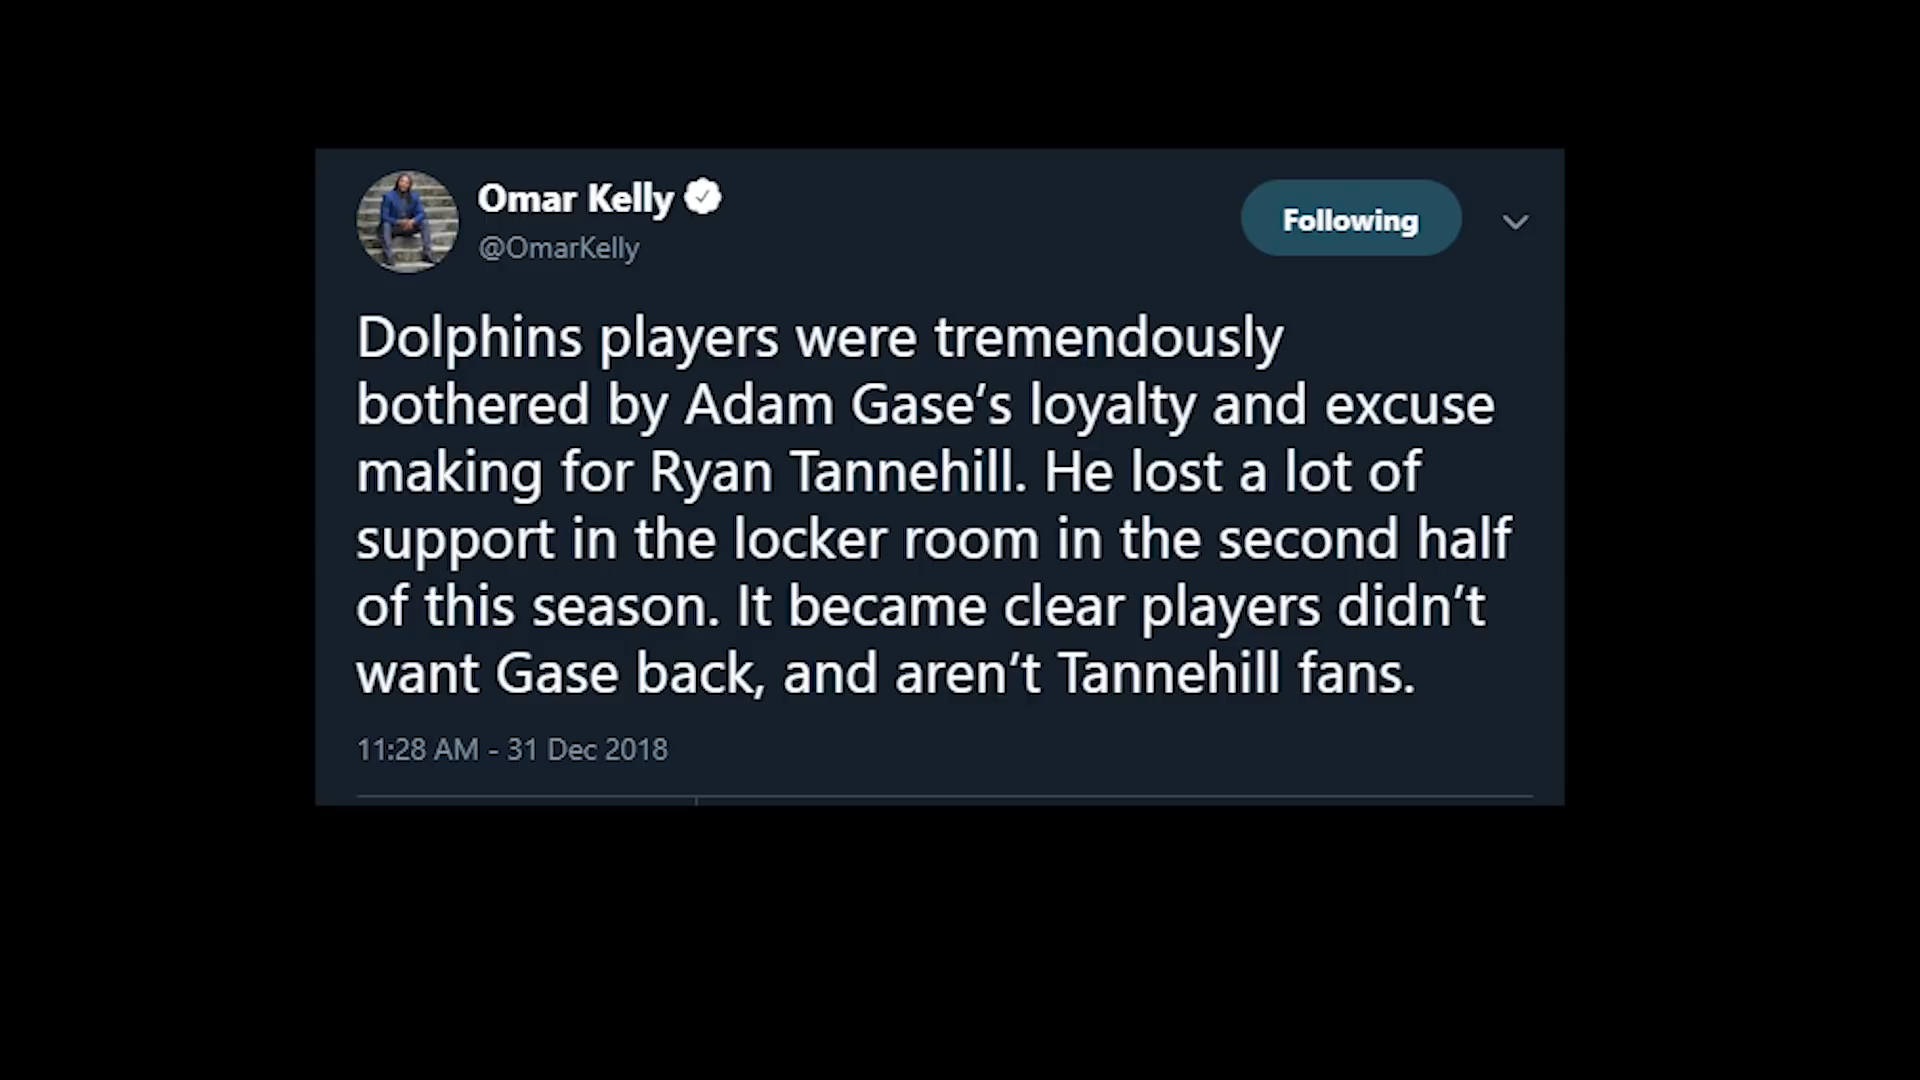 Omar Kelly
@OmarKelly
Following
Dolphins players were tremendously
bothered by Adam Gase’s loyalty and excuse
making for Ryan Tannehill. He lost a lot of
support in the locker room in the second half
of this season. It became clear players didn’t
want Gase back, and aren’t Tannehill fans.
11:28 AM - 31 Dec 2018